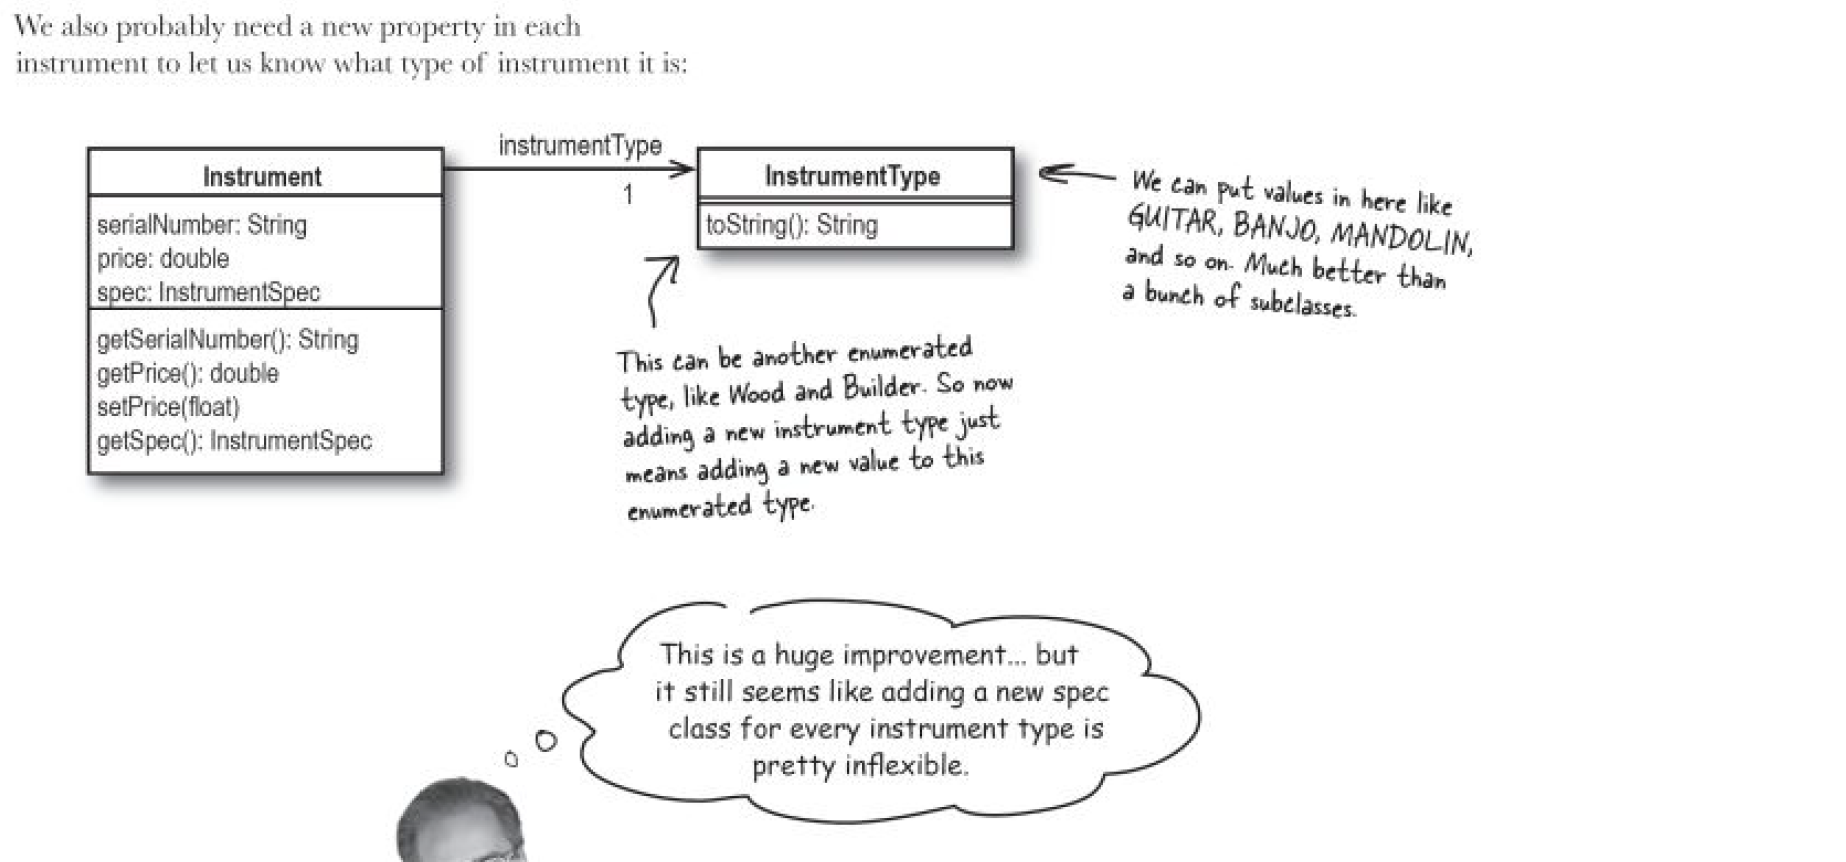 We also probably need a new property in each
instrument to let us know what type of instrument it is:
instrumentType
1
Instrument
serialNumber: String
price: double
spec: InstrumentSpec
getSerialNumber(): String
getPrice(): double
setPrice(float)
getSpec(): InstrumentSpec
InstrumentType
toString(): String
We can put values in here like
GUITAR, BANJO, MANDOLIN,
and so on. Much better than
a bunch of subclasses.
This can be another enumerated
type, like Wood and Builder. So now
adding a new instrument type just
means adding a new value to this
enumerated type.
This is a huge improvement... but
it still seems like adding a new spec
class for every instrument type is
pretty inflexible.